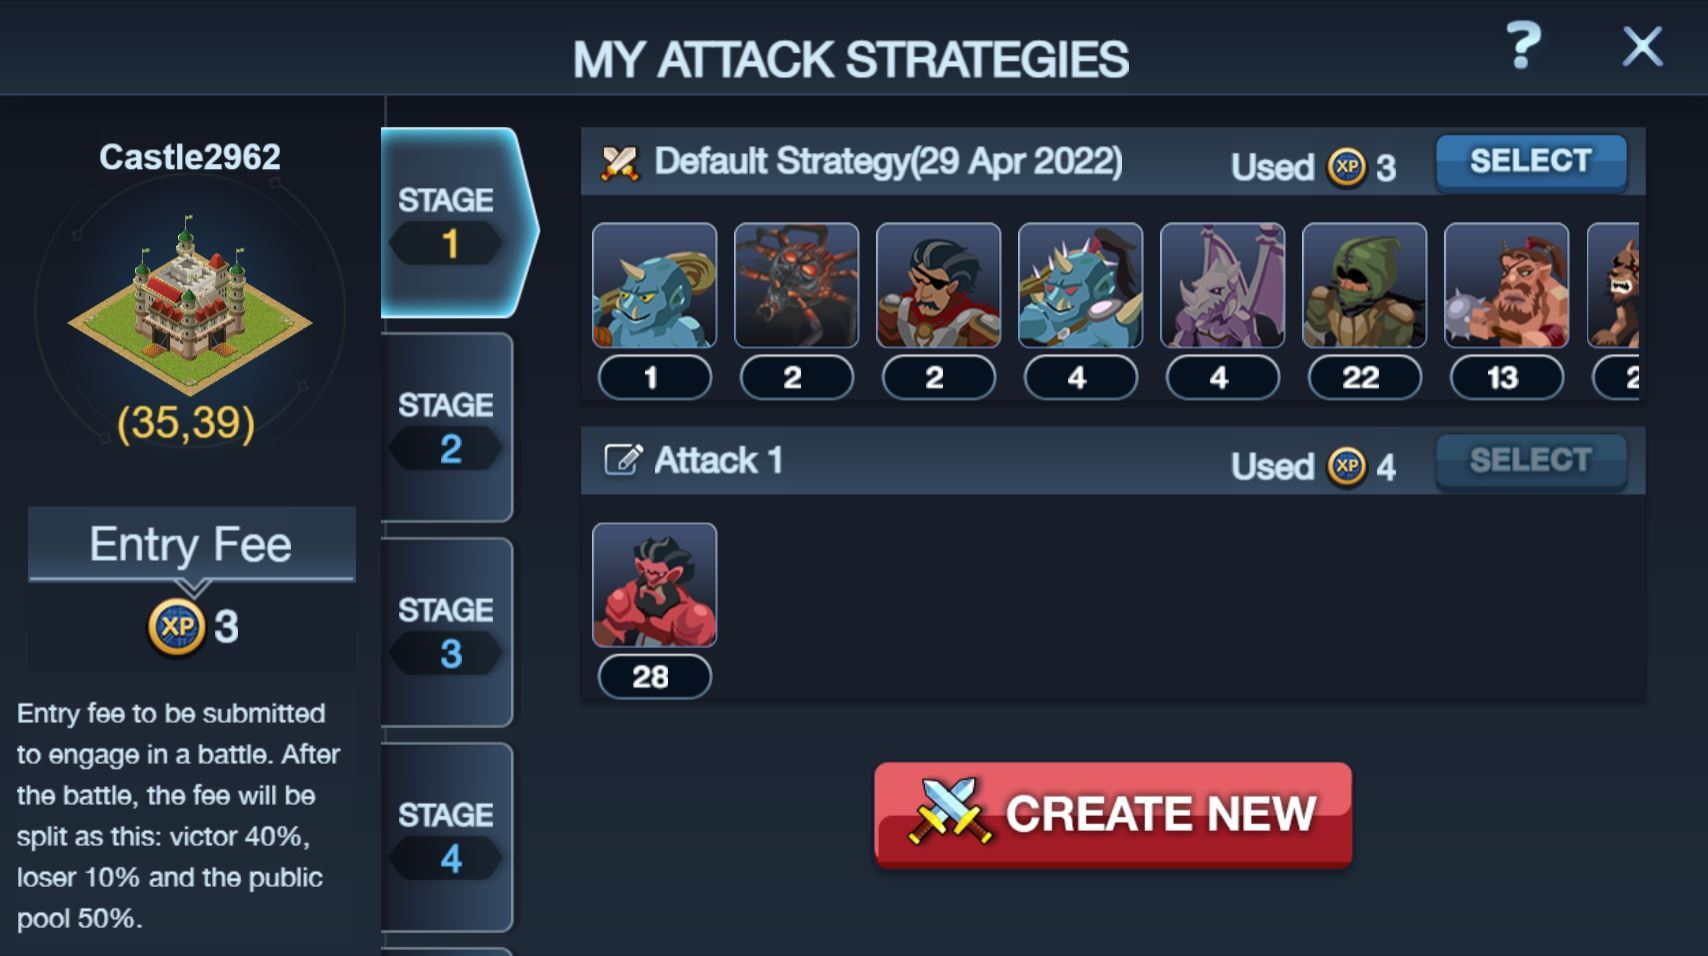 MY ATTACK STRATEGIES
?
Castle2962
(35,39)
Entry Fee
XP 3
Entry fee to be submitted
to engage in a battle. After
the battle, the fee will be
split as this: victor 40%,
loser 10% and the public
pool 50%.
STAGE
1
STAGE
2
STAGE
3
STAGE
4
Default Strategy(29 Apr 2022)
Used XP 3
SELECT
1 2 2 4 4 22 13
Attack 1
Used XP 4
SELECT
28
CREATE NEW